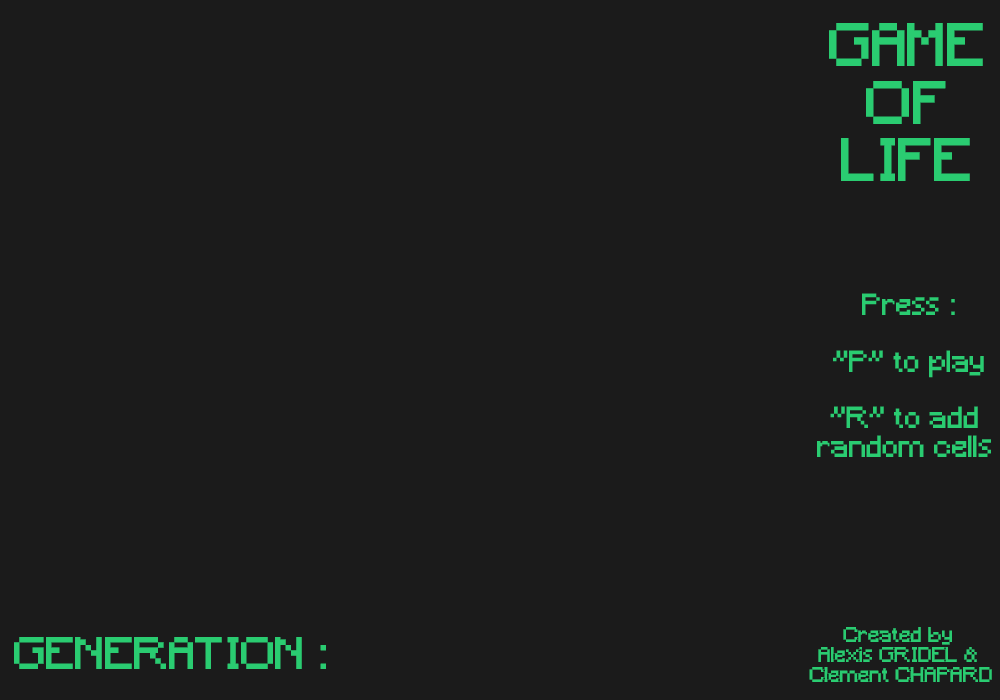 GAME
OF
LIFE
Press :
"P" to play
"R" to add
random cells
GENERATION :
Created by
Alexis GRIDEL &
Clement CHAPARD